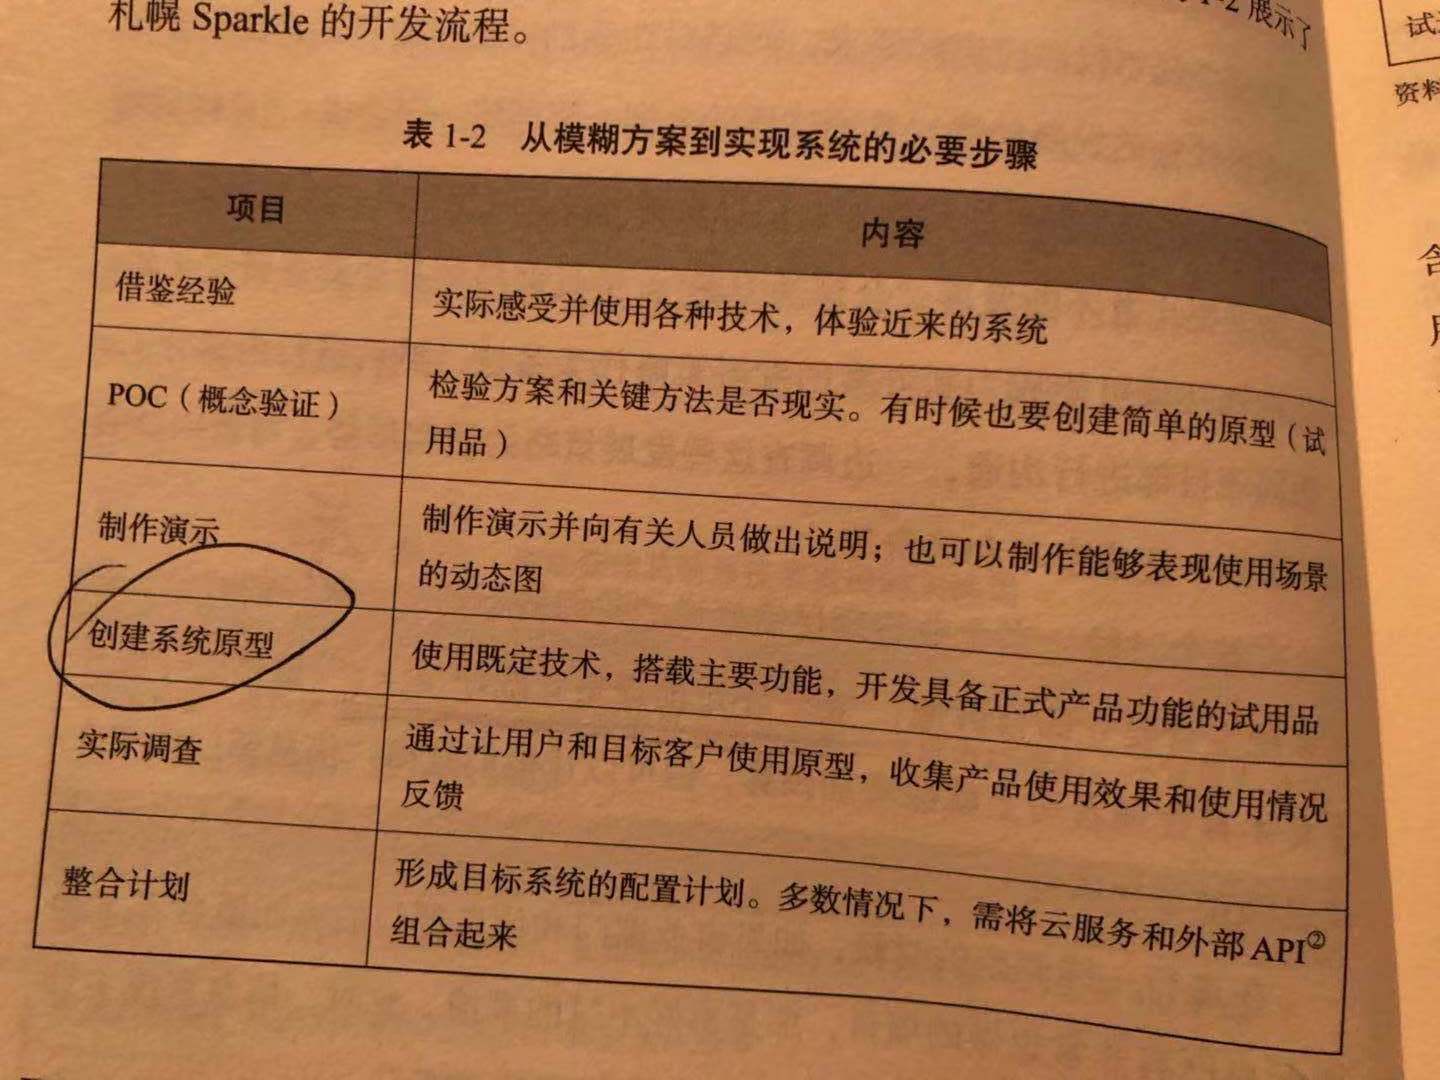 2 展示了
札幌 Sparkle 的开发流程。
表 1-2 从模糊方案到实现系统的必要步骤
项目
内容
借鉴经验
实际感受并使用各种技术，体验近来的系统
POC（概念验证）
检验方案和关键方法是否现实。有时候也要创建简单的原型（试
用品）
制作演示
制作演示并向有关人员做出说明；也可以制作能够表现使用场景
的动态图
创建系统原型
使用既定技术，搭载主要功能，开发具备正式产品功能的试用品
实际调查
通过让用户和目标客户使用原型，收集产品使用效果和使用情况
反馈
整合计划
形成目标系统的配置计划。多数情况下，需将云服务和外部 API②
组合起来
试
资料